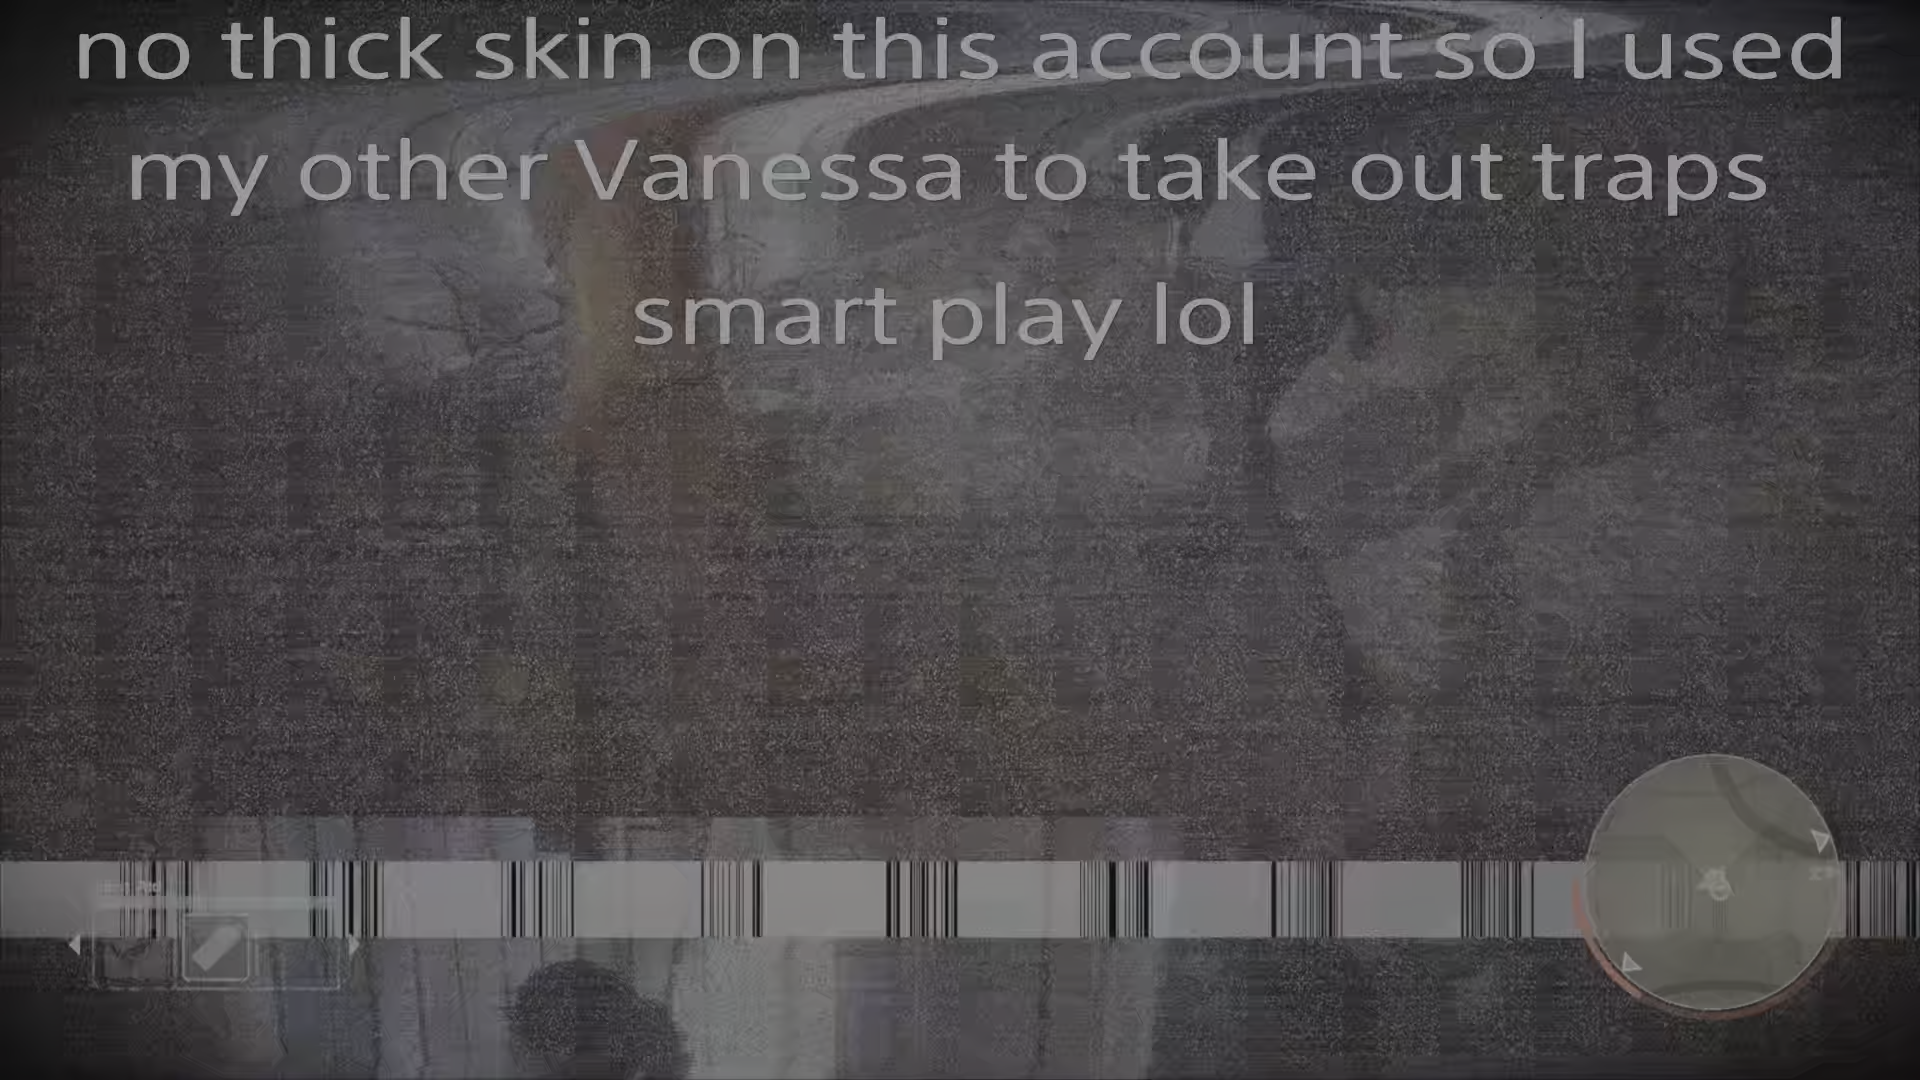 no thick skin on this account so I used
my other Vanessa to take out traps
smart play lol